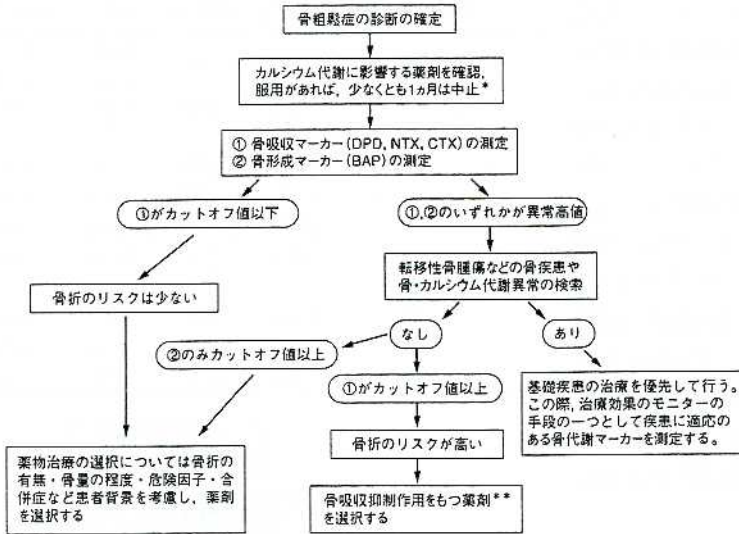 骨粗鬆症の診断の確定
カルシウム代謝に影響する薬剤を確認，
服用があれば，少なくとも1ヵ月は中止*
① 骨吸収マーカー(DPD, NTX, CTX)の測定
② 骨形成マーカー(BAP)の測定
①がカットオフ値以下
①,②のいずれかが異常高値
骨折のリスクは少ない
転移性骨腫瘍などの骨疾患や
骨・カルシウム代謝異常の検索
②のみカットオフ値以上
なし
あり
①がカットオフ値以上
基礎疾患の治療を優先して行う。
この際，治療効果のモニターの
手段の一つとして疾患に適応の
ある骨代謝マーカーを測定する。
骨折のリスクが高い
薬物治療の選択については骨折の
有無・骨量の程度・危険因子・合
併症など患者背景を考慮し，薬剤
を選択する
骨吸収抑制作用をもつ薬剤**
を選択する